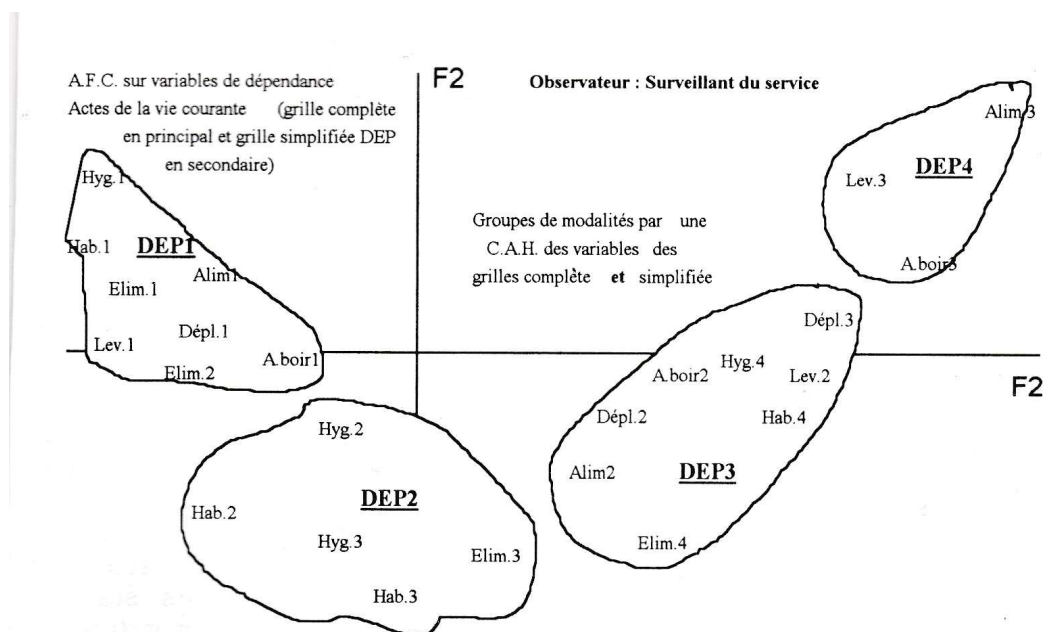 A.F.C. sur variables de dépendance
Actes de la vie courante (grille complète
en principal et grille simplifiée DEP
en secondaire)
F2
Observateur : Surveillant du service
Groupes de modalités par une
C.A.H. des variables des
grilles complète et simplifiée
Hyg.1
Hab.1
DEP1
Alim1
Elim.1
Dépl.1
Lev.1
Elim.2
A.boir1
Alim.3
DEP4
Lev.3
A.boir3
Dépl.3
Hyg.4
A.boir2
Lev.2
F2
Dépl.2
Hab.4
Alim2
DEP3
Elim.4
Hyg.2
DEP2
Hab.2
Hyg.3
Elim.3
Hab.3